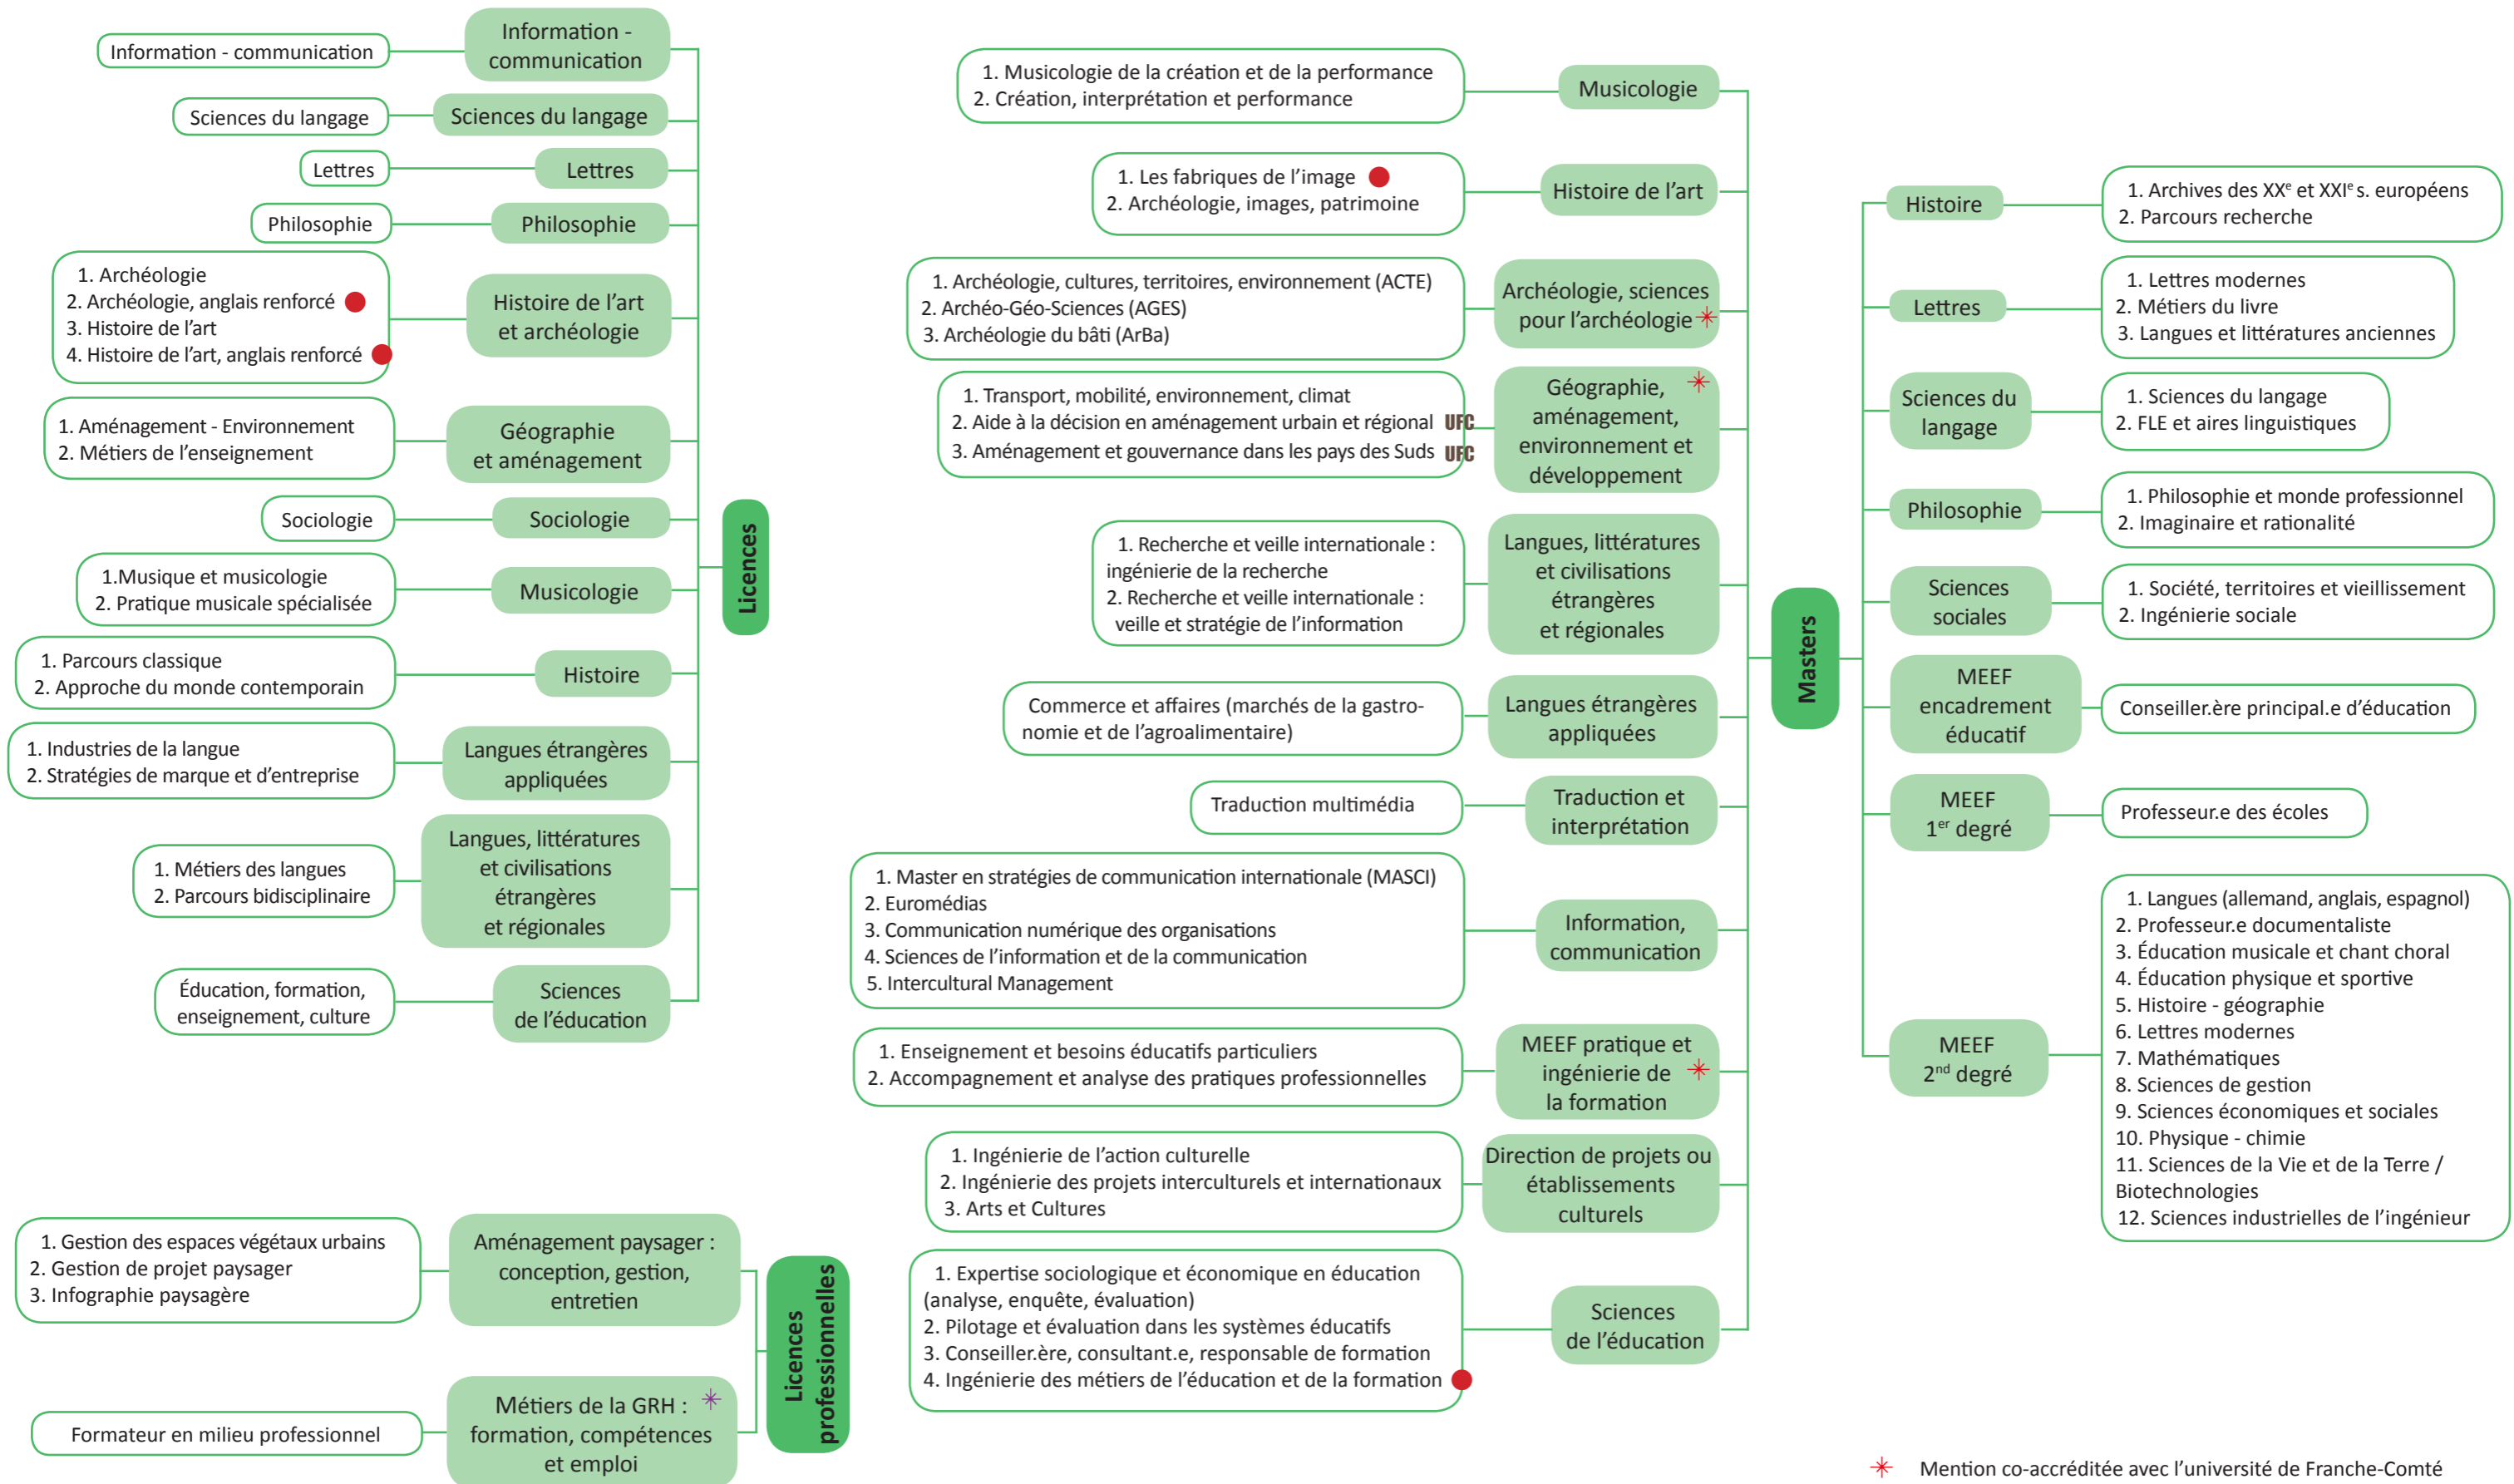 Information - communication
Information -
communication
Sciences du langage
Sciences du langage
Lettres
Lettres
Philosophie
Philosophie
1. Archéologie
2. Archéologie, anglais renforcé
3. Histoire de l’art
4. Histoire de l’art, anglais renforcé
Histoire de l’art
et archéologie
1. Aménagement - Environnement
2. Métiers de l’enseignement
Géographie
et aménagement
Sociologie
Sociologie
1.Musique et musicologie
2. Pratique musicale spécialisée
Musicologie
1. Parcours classique
2. Approche du monde contemporain
Histoire
1. Industries de la langue
2. Stratégies de marque et d’entreprise
Langues étrangères
appliquées
1. Métiers des langues
2. Parcours bidisciplinaire
Langues, littératures
et civilisations
étrangères
et régionales
Éducation, formation,
enseignement, culture
Sciences
de l’éducation
Licences
1. Gestion des espaces végétaux urbains
2. Gestion de projet paysager
3. Infographie paysagère
Aménagement paysager :
conception, gestion,
entretien
Formateur en milieu professionnel
Métiers de la GRH :
formation, compétences
et emploi
Licences
professionnelles
1. Musicologie de la création et de la performance
2. Création, interprétation et performance
Musicologie
1. Les fabriques de l’image
2. Archéologie, images, patrimoine
Histoire de l’art
1. Archéologie, cultures, territoires, environnement (ACTE)
2. Archéo-Géo-Sciences (AGES)
3. Archéologie du bâti (ArBa)
Archéologie, sciences
pour l’archéologie
1. Transport, mobilité, environnement, climat
2. Aide à la décision en aménagement urbain et régional UFC
3. Aménagement et gouvernance dans les pays des Suds UFC
Géographie,
aménagement,
environnement et
développement
1. Recherche et veille internationale :
ingénierie de la recherche
2. Recherche et veille internationale :
veille et stratégie de l’information
Langues, littératures
et civilisations
étrangères
et régionales
Commerce et affaires (marchés de la gastro-
nomie et de l’agroalimentaire)
Langues étrangères
appliquées
Traduction multimédia
Traduction et
interprétation
1. Master en stratégies de communication internationale (MASCI)
2. Euromédias
3. Communication numérique des organisations
4. Sciences de l’information et de la communication
5. Intercultural Management
Information,
communication
1. Enseignement et besoins éducatifs particuliers
2. Accompagnement et analyse des pratiques professionnelles
MEEF pratique et
ingénierie de
la formation
1. Ingénierie de l’action culturelle
2. Ingénierie des projets interculturels et internationaux
3. Arts et Cultures
Direction de projets ou
établissements
culturels
1. Expertise sociologique et économique en éducation
(analyse, enquête, évaluation)
2. Pilotage et évaluation dans les systèmes éducatifs
3. Conseiller.ère, consultant.e, responsable de formation
4. Ingénierie des métiers de l’éducation et de la formation
Sciences
de l’éducation
Masters
Histoire
1. Archives des XXe et XXIe s. européens
2. Parcours recherche
Lettres
1. Lettres modernes
2. Métiers du livre
3. Langues et littératures anciennes
Sciences du
langage
1. Sciences du langage
2. FLE et aires linguistiques
Philosophie
1. Philosophie et monde professionnel
2. Imaginaire et rationalité
Sciences
sociales
1. Société, territoires et vieillissement
2. Ingénierie sociale
MEEF
encadrement
éducatif
Conseiller.ère principal.e d’éducation
MEEF
1er degré
Professeur.e des écoles
MEEF
2nd degré
1. Langues (allemand, anglais, espagnol)
2. Professeur.e documentaliste
3. Éducation musicale et chant choral
4. Éducation physique et sportive
5. Histoire - géographie
6. Lettres modernes
7. Mathématiques
8. Sciences de gestion
9. Sciences économiques et sociales
10. Physique - chimie
11. Sciences de la Vie et de la Terre /
Biotechnologies
12. Sciences industrielles de l’ingénieur
Mention co-accréditée avec l’université de Franche-Comté